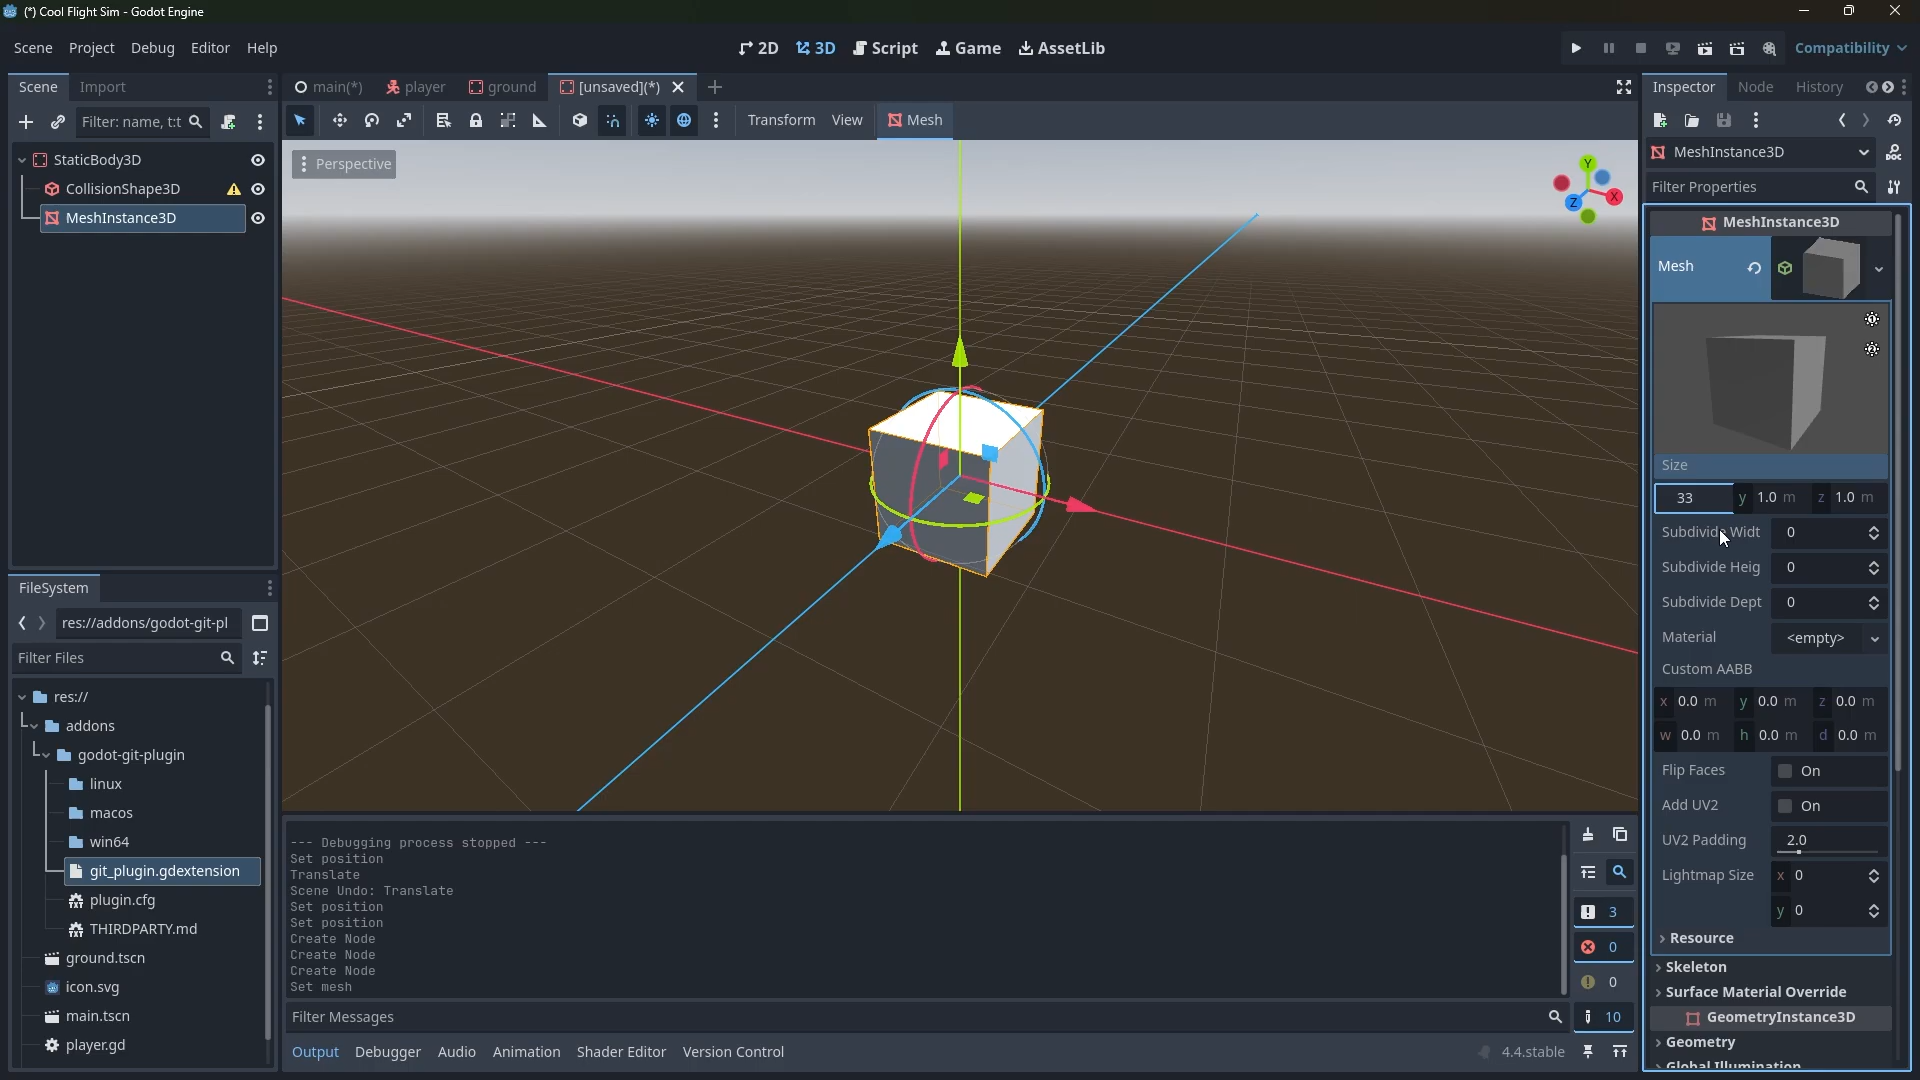 (*) Cool Flight Sim - Godot Engine
Scene Project Debug Editor Help
2D 3D Script Game AssetLib
Compatibility
Scene Import
main(*) player ground [unsaved](*)
Inspector Node History
Filter: name, t:t
Transform View Mesh
StaticBody3D
CollisionShape3D
MeshInstance3D
Perspective
Y
X
Z
MeshInstance3D
DOC
Filter Properties
MeshInstance3D
Mesh
1
2
Size
33 y 1.0 m z 1.0 m
Subdivide Widt 0
Subdivide Heig 0
Subdivide Dept 0
Material <empty>
Custom AABB
x 0.0 m y 0.0 m z 0.0 m
w 0.0 m h 0.0 m d 0.0 m
Flip Faces On
Add UV2 On
UV2 Padding 2.0
Lightmap Size x 0
y 0
Resource
Skeleton
Surface Material Override
GeometryInstance3D
Geometry
Global Illumination
FileSystem
res://addons/godot-git-pl
Filter Files
res://
addons
godot-git-plugin
linux
macos
win64
git_plugin.gdextension
plugin.cfg
THIRDPARTY.md
ground.tscn
icon.svg
main.tscn
player.gd
--- Debugging process stopped ---
Set position
Translate
Scene Undo: Translate
Set position
Set position
Create Node
Create Node
Create Node
Set mesh
3
0
0
10
Filter Messages
Output Debugger Audio Animation Shader Editor Version Control
4.4.stable